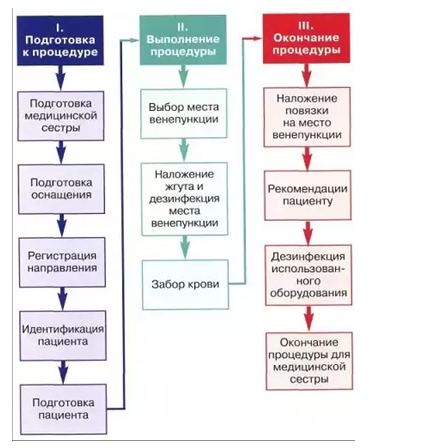 I.
Подготовка
к процедуре
Подготовка
медицинской
сестры
Подготовка
оснащения
Регистрация
направления
Идентификация
пациента
Подготовка
пациента
II.
Выполнение
процедуры
Выбор места
венепункции
Наложение
жгута и
дезинфекция
места
венепункции
Забор крови
III.
Окончание
процедуры
Наложение
повязки
на место
венепункции
Рекомендации
пациенту
Дезинфекция
использован-
ного
оборудования
Окончание
процедуры для
медицинской
сестры